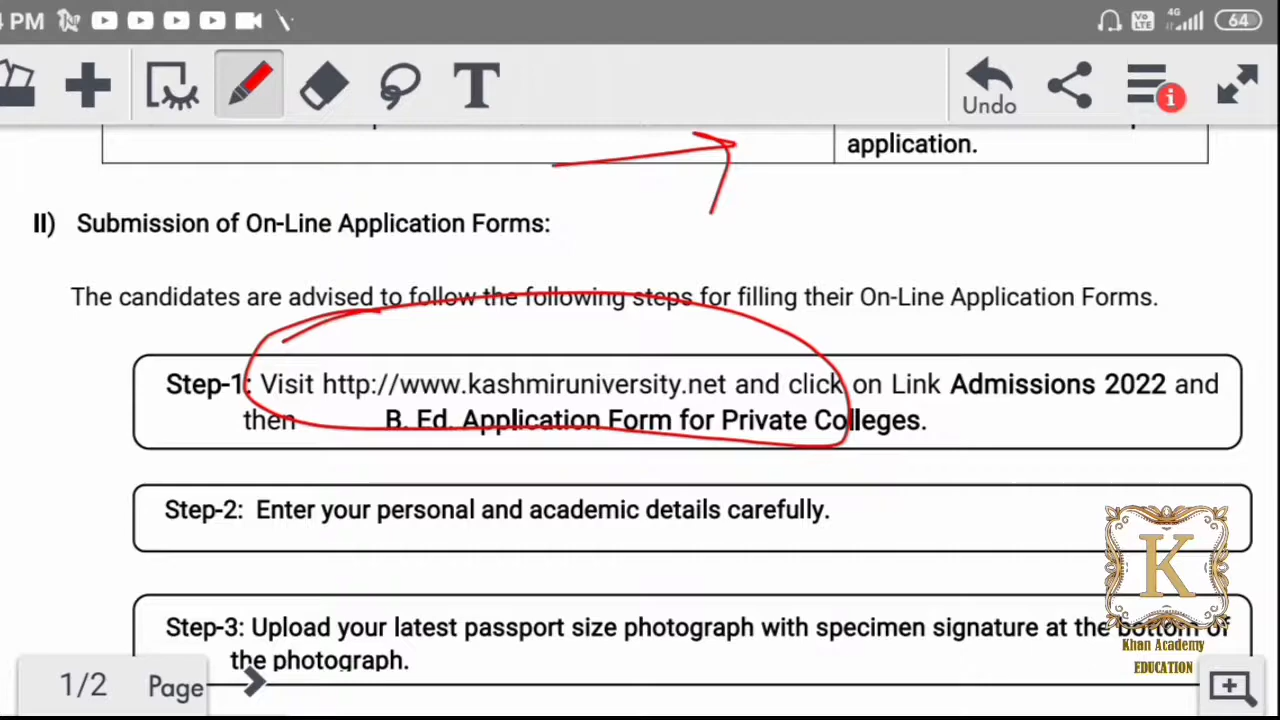 PM
4G
Vo LTE
64
T
Undo
i
application.
II) Submission of On-Line Application Forms:
The candidates are advised to follow the following steps for filling their On-Line Application Forms.
Step-1: Visit http://www.kashmiruniversity.net and click on Link Admissions 2022 and
then B. Ed. Application Form for Private Colleges.
Step-2: Enter your personal and academic details carefully.
Step-3: Upload your latest passport size photograph with specimen signature at the bottom of
the photograph.
K
Khan Academy
EDUCATION
1/2 Page